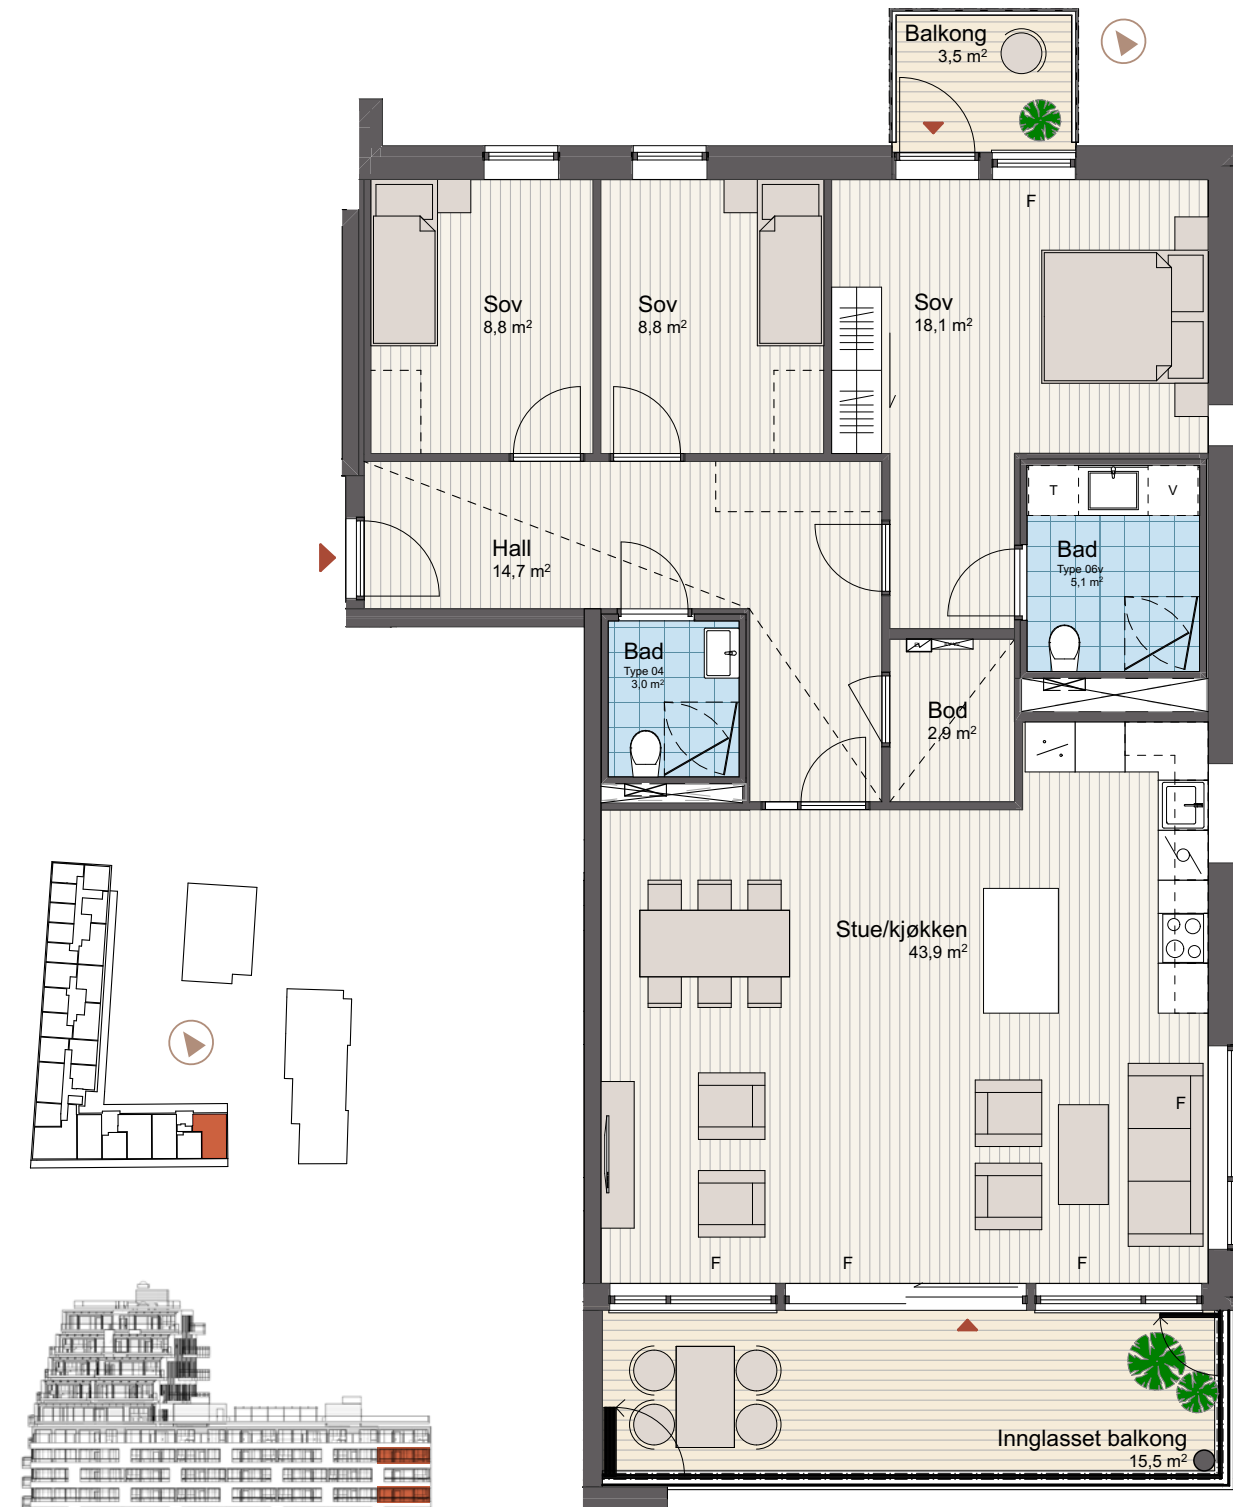 Balkong
3,5 m²
F
Sov
8,8 m²
Sov
8,8 m²
Sov
18,1 m²
T
V
Hall
14,7 m²
Bad
Type 06v
5,1 m²
Bad
Type 04
3,0 m²
Bod
2,9 m²
Stue/kjøkken
43,9 m²
F
F
F
F
Innglasset balkong
15,5 m²